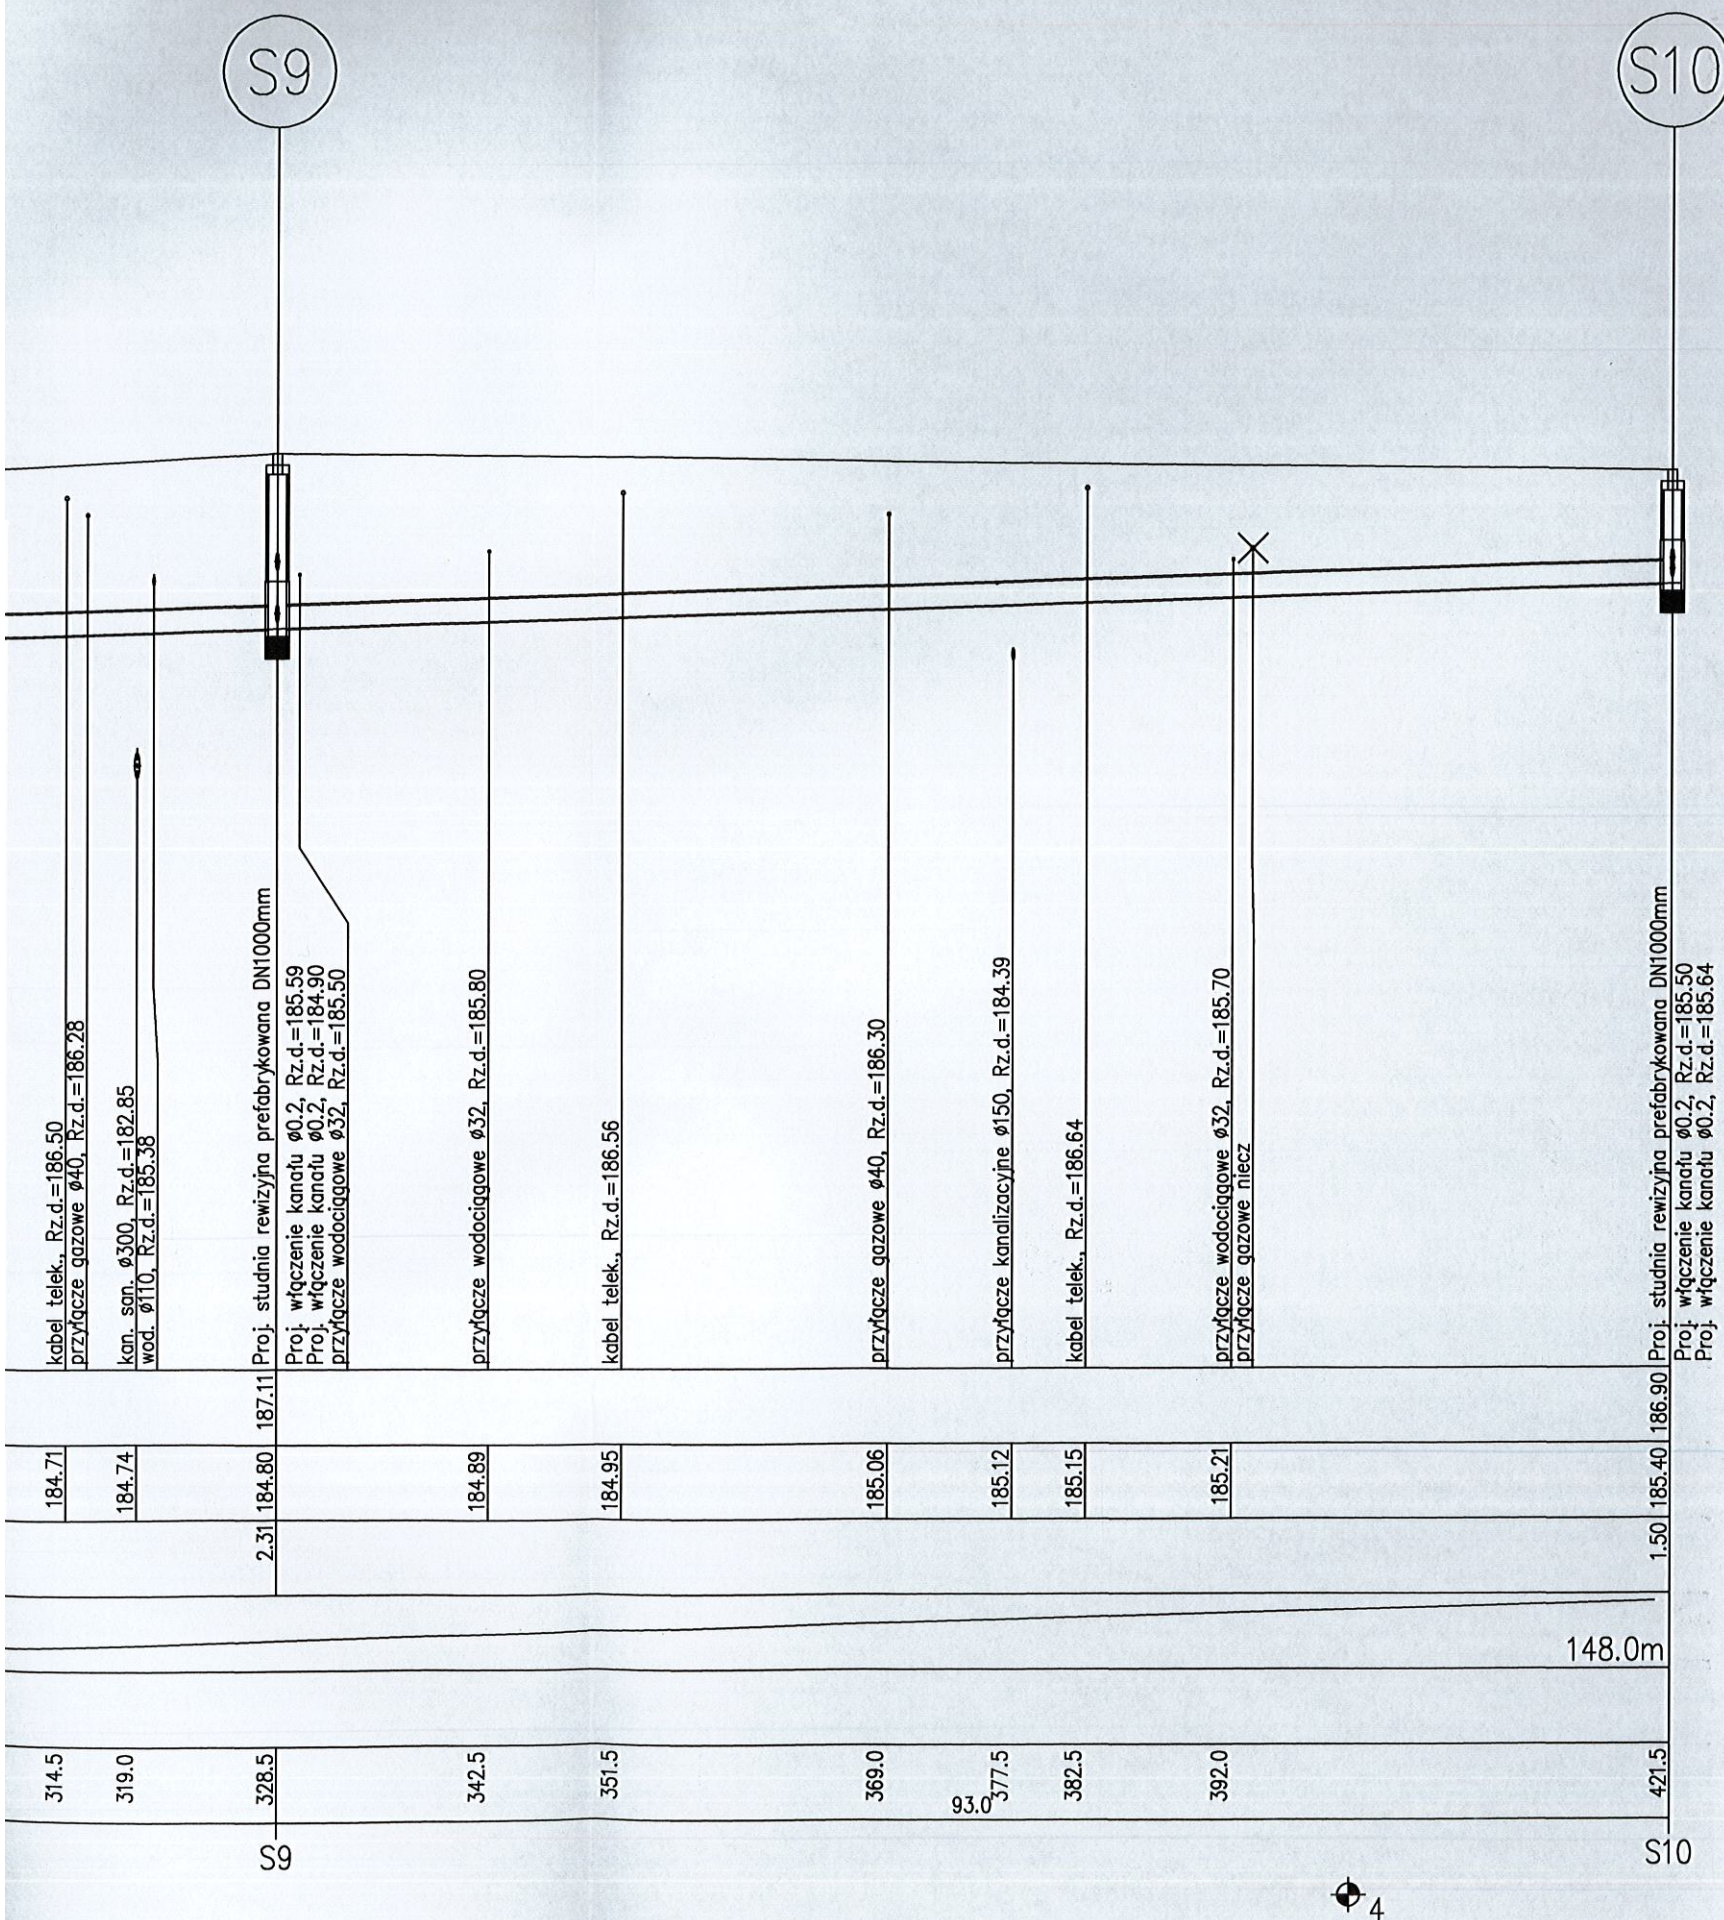 S9
S10
kabel telek., Rz.d.=186.50
przyłącze gazowe ø40, Rz.d.=186.28
kan. san. ø300, Rz.d.=182.85
wod. ø110, Rz.d.=185.38
Proj. studnia rewizyjna prefabrykowana DN1000mm
Proj. włączenie kanału ø0.2, Rz.d.=185.59
Proj. włączenie kanału ø0.2, Rz.d.=184.90
przyłącze wodociągowe ø32, Rz.d.=185.50
przyłącze wodociągowe ø32, Rz.d.=185.80
kabel telek., Rz.d.=186.56
przyłącze gazowe ø40, Rz.d.=186.30
przyłącze kanalizacyjne ø150, Rz.d.=184.39
kabel telek., Rz.d.=186.64
przyłącze wodociągowe ø32, Rz.d.=185.70
przyłącze gazowe niecz
Proj. studnia rewizyjna prefabrykowana DN1000mm
Proj. włączenie kanału ø0.2, Rz.d.=185.50
Proj. włączenie kanału ø0.2, Rz.d.=185.64
187.11
186.90
184.71
184.74
184.80
184.89
184.95
185.06
185.12
185.15
185.21
185.40
2.31
1.50
148.0m
314.5
319.0
328.5
342.5
351.5
369.0
377.5
382.5
392.0
421.5
93.0
S9
S10
4